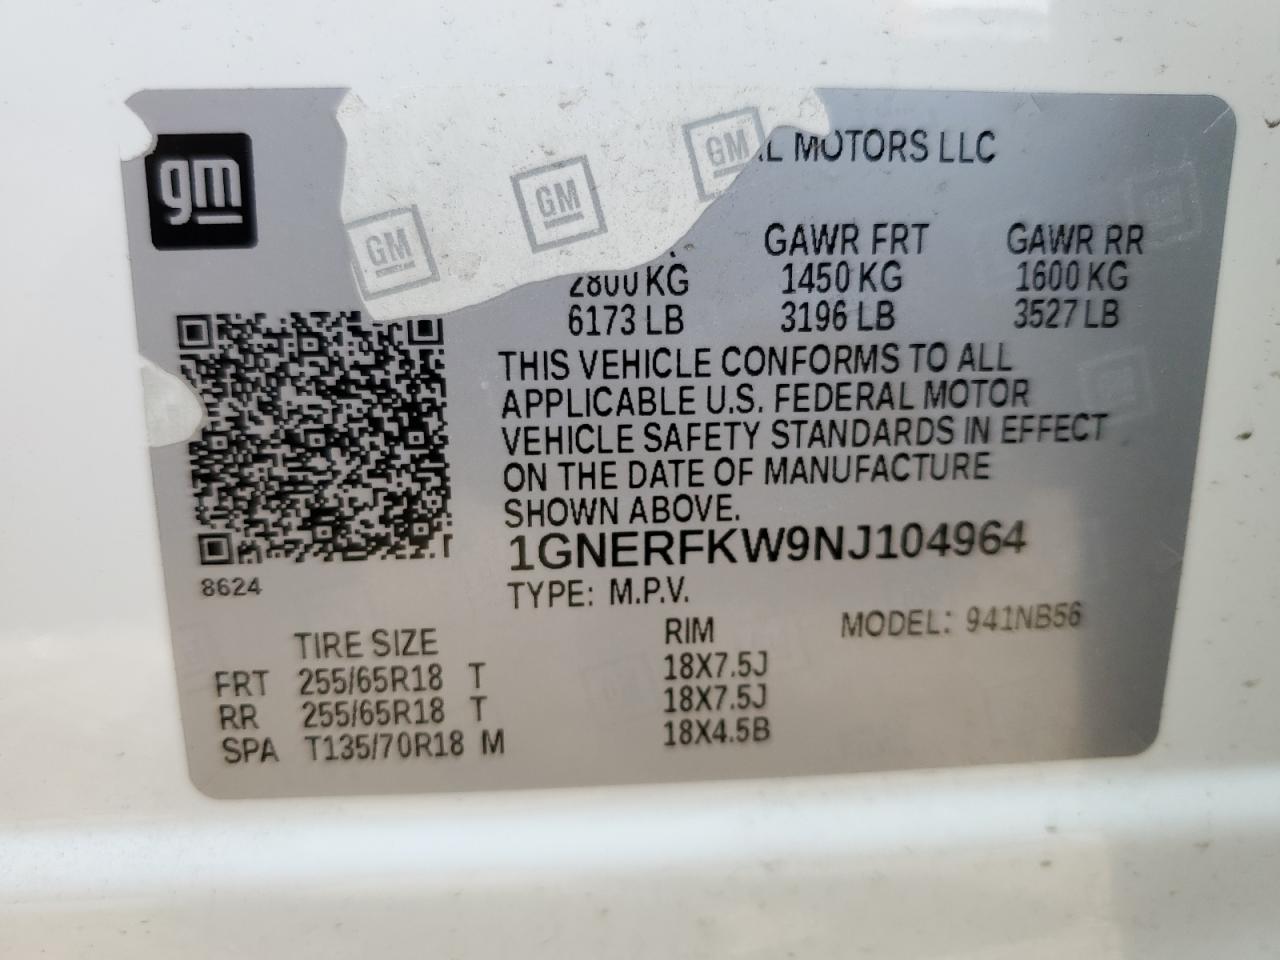 gm
GM
GM
GM
L MOTORS LLC
GAWR FRT GAWR RR
2800 KG 1450 KG 1600 KG
6173 LB 3196 LB 3527 LB
THIS VEHICLE CONFORMS TO ALL
APPLICABLE U.S. FEDERAL MOTOR
VEHICLE SAFETY STANDARDS IN EFFECT
ON THE DATE OF MANUFACTURE
SHOWN ABOVE.
1GNERFKW9NJ104964
8624
TYPE: M.P.V.
TIRE SIZE RIM MODEL: 941NB56
FRT 255/65R18 T 18X7.5J
RR 255/65R18 T 18X7.5J
SPA T135/70R18 M 18X4.5B